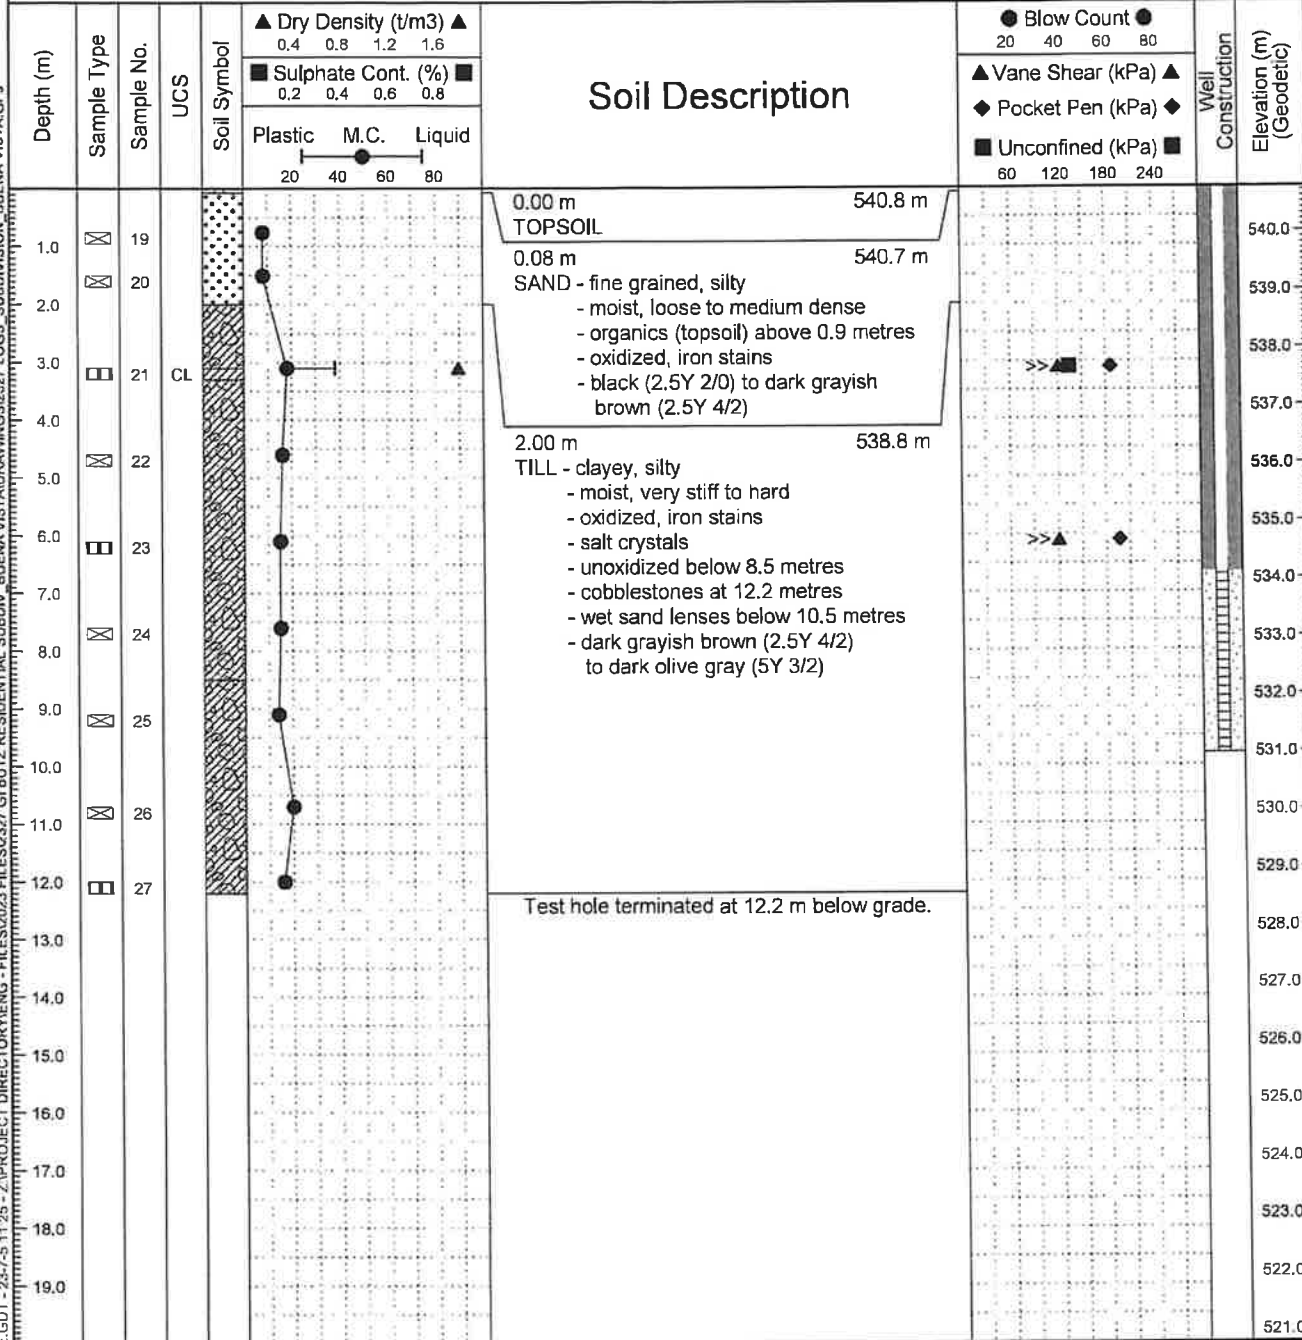 Depth (m)
Sample Type
Sample No.
UCS
Soil Symbol
▲ Dry Density (t/m3) ▲
0.4 0.8 1.2 1.6
■ Sulphate Cont. (%) ■
0.2 0.4 0.6 0.8
Plastic M.C. Liquid
20 40 60 80
Soil Description
● Blow Count ●
20 40 60 80
▲ Vane Shear (kPa) ▲
◆ Pocket Pen (kPa) ◆
■ Unconfined (kPa) ■
60 120 180 240
Well
Construction
Elevation (m)
(Geodetic)
1.0
2.0
3.0
4.0
5.0
6.0
7.0
8.0
9.0
10.0
11.0
12.0
13.0
14.0
15.0
16.0
17.0
18.0
19.0
19
20
21
22
23
24
25
26
27
CL
0.00 m 540.8 m
TOPSOIL
0.08 m 540.7 m
SAND - fine grained, silty
- moist, loose to medium dense
- organics (topsoil) above 0.9 metres
- oxidized, iron stains
- black (2.5Y 2/0) to dark grayish
brown (2.5Y 4/2)
2.00 m 538.8 m
TILL - clayey, silty
- moist, very stiff to hard
- oxidized, iron stains
- salt crystals
- unoxidized below 8.5 metres
- cobblestones at 12.2 metres
- wet sand lenses below 10.5 metres
- dark grayish brown (2.5Y 4/2)
to dark olive gray (5Y 3/2)
Test hole terminated at 12.2 m below grade.
>>
>>
540.0
539.0
538.0
537.0
536.0
535.0
534.0
533.0
532.0
531.0
530.0
529.0
528.0
527.0
526.0
525.0
524.0
523.0
522.0
521.0